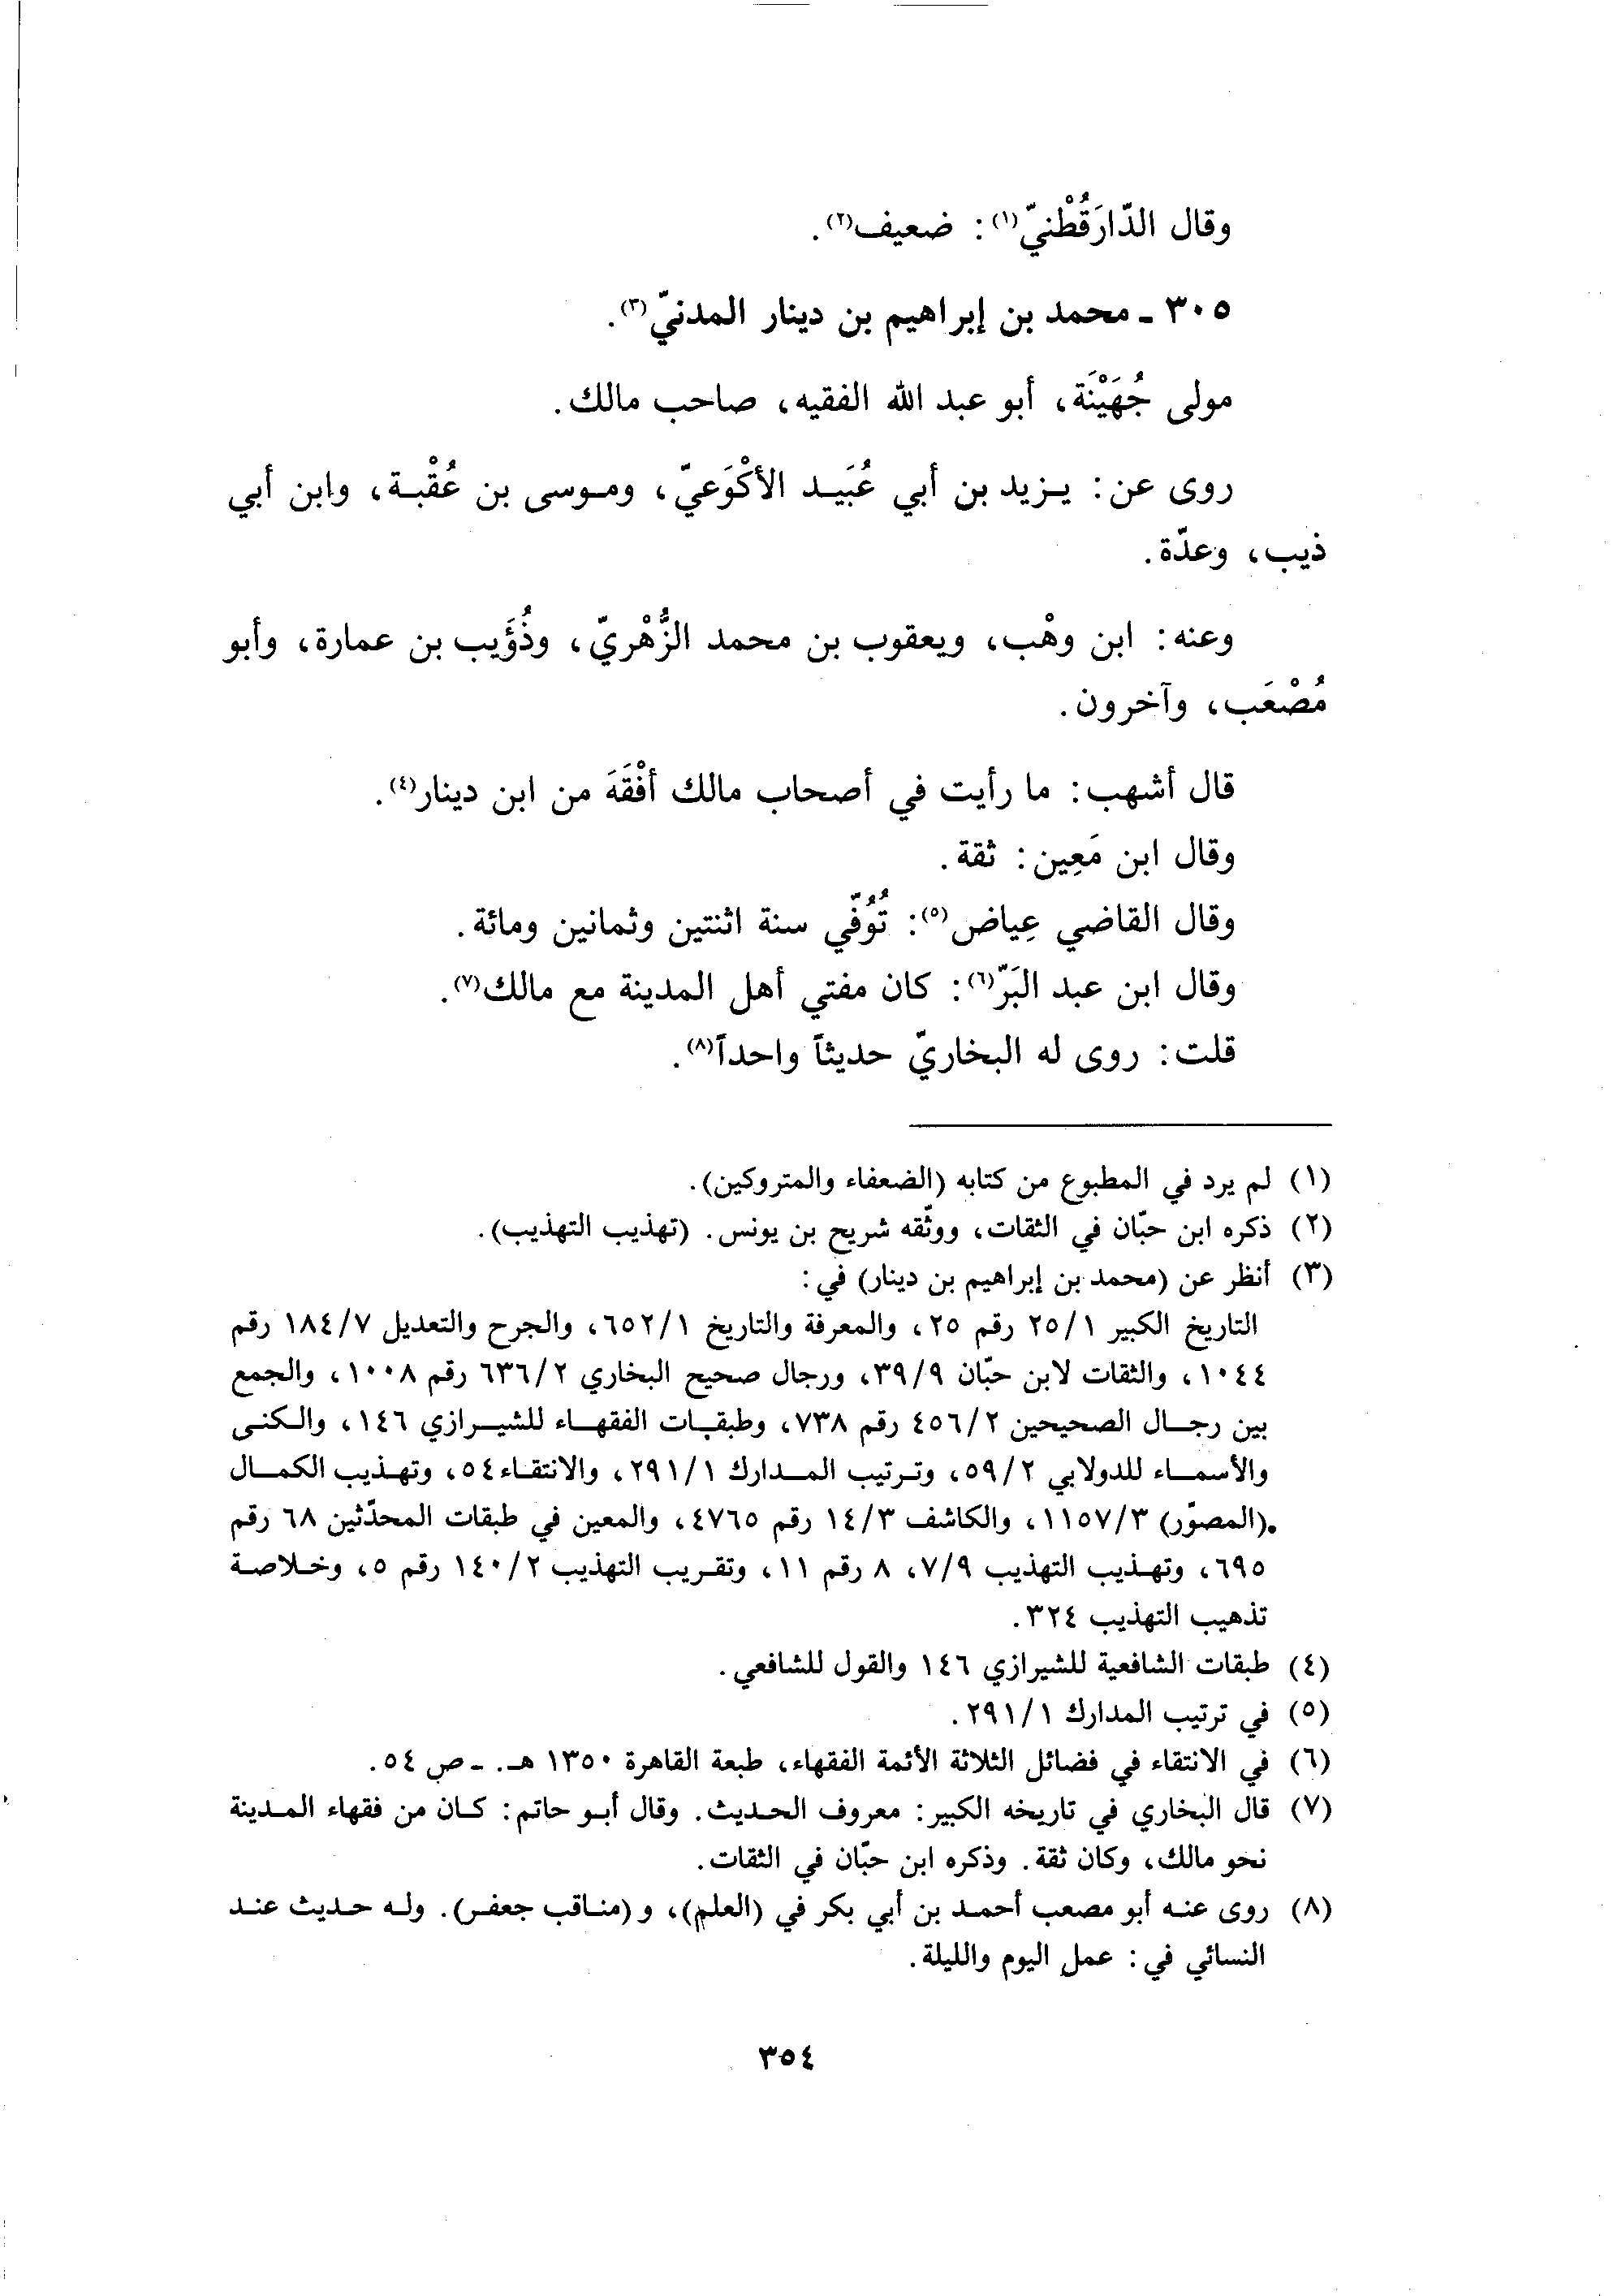 وقال الدّارَقُطْنيّ(١): ضعيف(٢).
٣٠٥ - محمد بن إبراهيم بن دينار المدنيّ(٣).
مولى جُهَيْنَة، أبو عبد الله الفقيه، صاحب مالك.
روى عن: يزيد بن أبي عُبَيد الأكْوَعيّ، وموسى بن عُقْبة، وابن أبي
ذيب، وعدّة.
وعنه: ابن وهْب، ويعقوب بن محمد الزُّهْريّ، وذُؤَيب بن عمارة، وأبو
مُصْعَب، وآخرون.
قال أشهب: ما رأيت في أصحاب مالك أفْقَهَ من ابن دينار(٤).
وقال ابن مَعِين: ثقة.
وقال القاضي عِياض(٥): تُوُفّي سنة اثنتين وثمانين ومائة.
وقال ابن عبد البَرّ(٦): كان مفتي أهل المدينة مع مالك(٧).
قلت: روى له البخاريّ حديثاً واحداً(٨).
(١) لم يرد في المطبوع من كتابه (الضعفاء والمتروكين).
(٢) ذكره ابن حبّان في الثقات، ووثّقه شريح بن يونس. (تهذيب التهذيب).
(٣) أنظر عن (محمد بن إبراهيم بن دينار) في:
التاريخ الكبير ٢٥/١ رقم ٢٥، والمعرفة والتاريخ ٦٥٢/١، والجرح والتعديل ١٨٤/٧ رقم
١٠٤٤، والثقات لابن حبّان ٣٩/٩، ورجال صحيح البخاري ٦٣٦/٢ رقم ١٠٠٨، والجمع
بين رجال الصحيحين ٤٥٦/٢ رقم ٧٣٨، وطبقات الفقهاء للشيرازي ١٤٦، والكنى
والأسماء للدولابي ٥٩/٢، وترتيب المدارك ٢٩١/١، والانتقاء ٥٤، وتهذيب الكمال
(المصوّر) ١١٥٧/٣، والكاشف ١٤/٣ رقم ٤٧٦٥، والمعين في طبقات المحدّثين ٦٨ رقم
٦٩٥، وتهذيب التهذيب ٧/٩، ٨ رقم ١١، وتقريب التهذيب ١٤٠/٢ رقم ٥، وخلاصة
تذهيب التهذيب ٣٢٤.
(٤) طبقات الشافعية للشيرازي ١٤٦ والقول للشافعي.
(٥) في ترتيب المدارك ٢٩١/١.
(٦) في الانتقاء في فضائل الثلاثة الأئمة الفقهاء، طبعة القاهرة ١٣٥٠ هـ. - ص ٥٤.
(٧) قال البخاري في تاريخه الكبير: معروف الحديث. وقال أبو حاتم: كان من فقهاء المدينة
نحو مالك، وكان ثقة. وذكره ابن حبّان في الثقات.
(٨) روى عنه أبو مصعب أحمد بن أبي بكر في (العلم)، و(مناقب جعفر). وله حديث عند
النسائي في: عمل اليوم والليلة.
٣٥٤